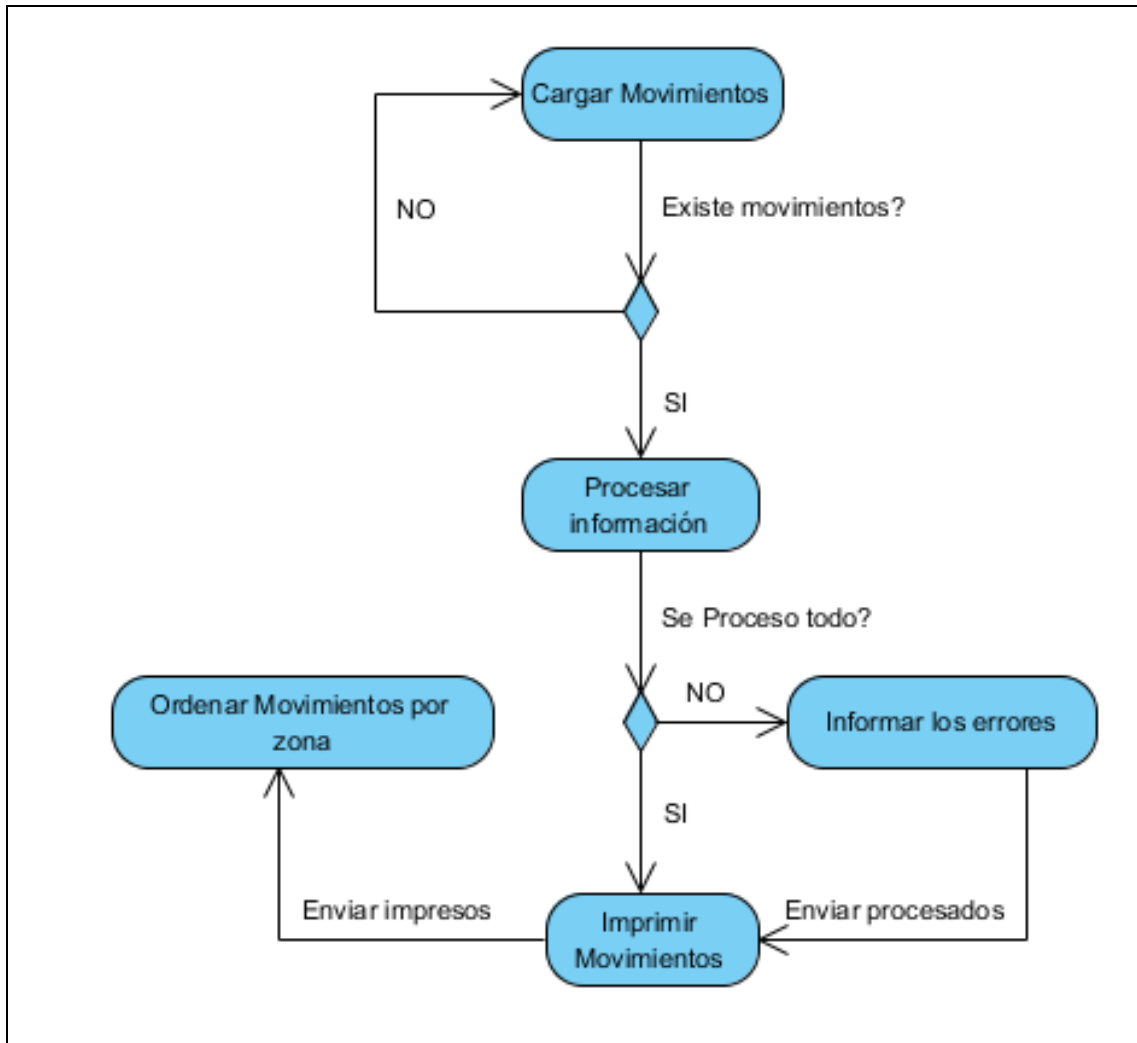 Cargar Movimientos
NO
Existe movimientos?
SI
Procesar
información
Se Proceso todo?
NO
Ordenar Movimientos por
zona
Informar los errores
SI
Enviar impresos
Imprimir
Movimientos
Enviar procesados